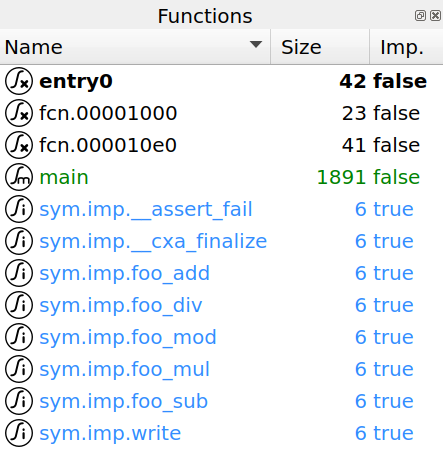 Functions
Name Size Imp.
entry0 42 false
fcn.00001000 23 false
fcn.000010e0 41 false
main 1891 false
sym.imp.__assert_fail 6 true
sym.imp.__cxa_finalize 6 true
sym.imp.foo_add 6 true
sym.imp.foo_div 6 true
sym.imp.foo_mod 6 true
sym.imp.foo_mul 6 true
sym.imp.foo_sub 6 true
sym.imp.write 6 true